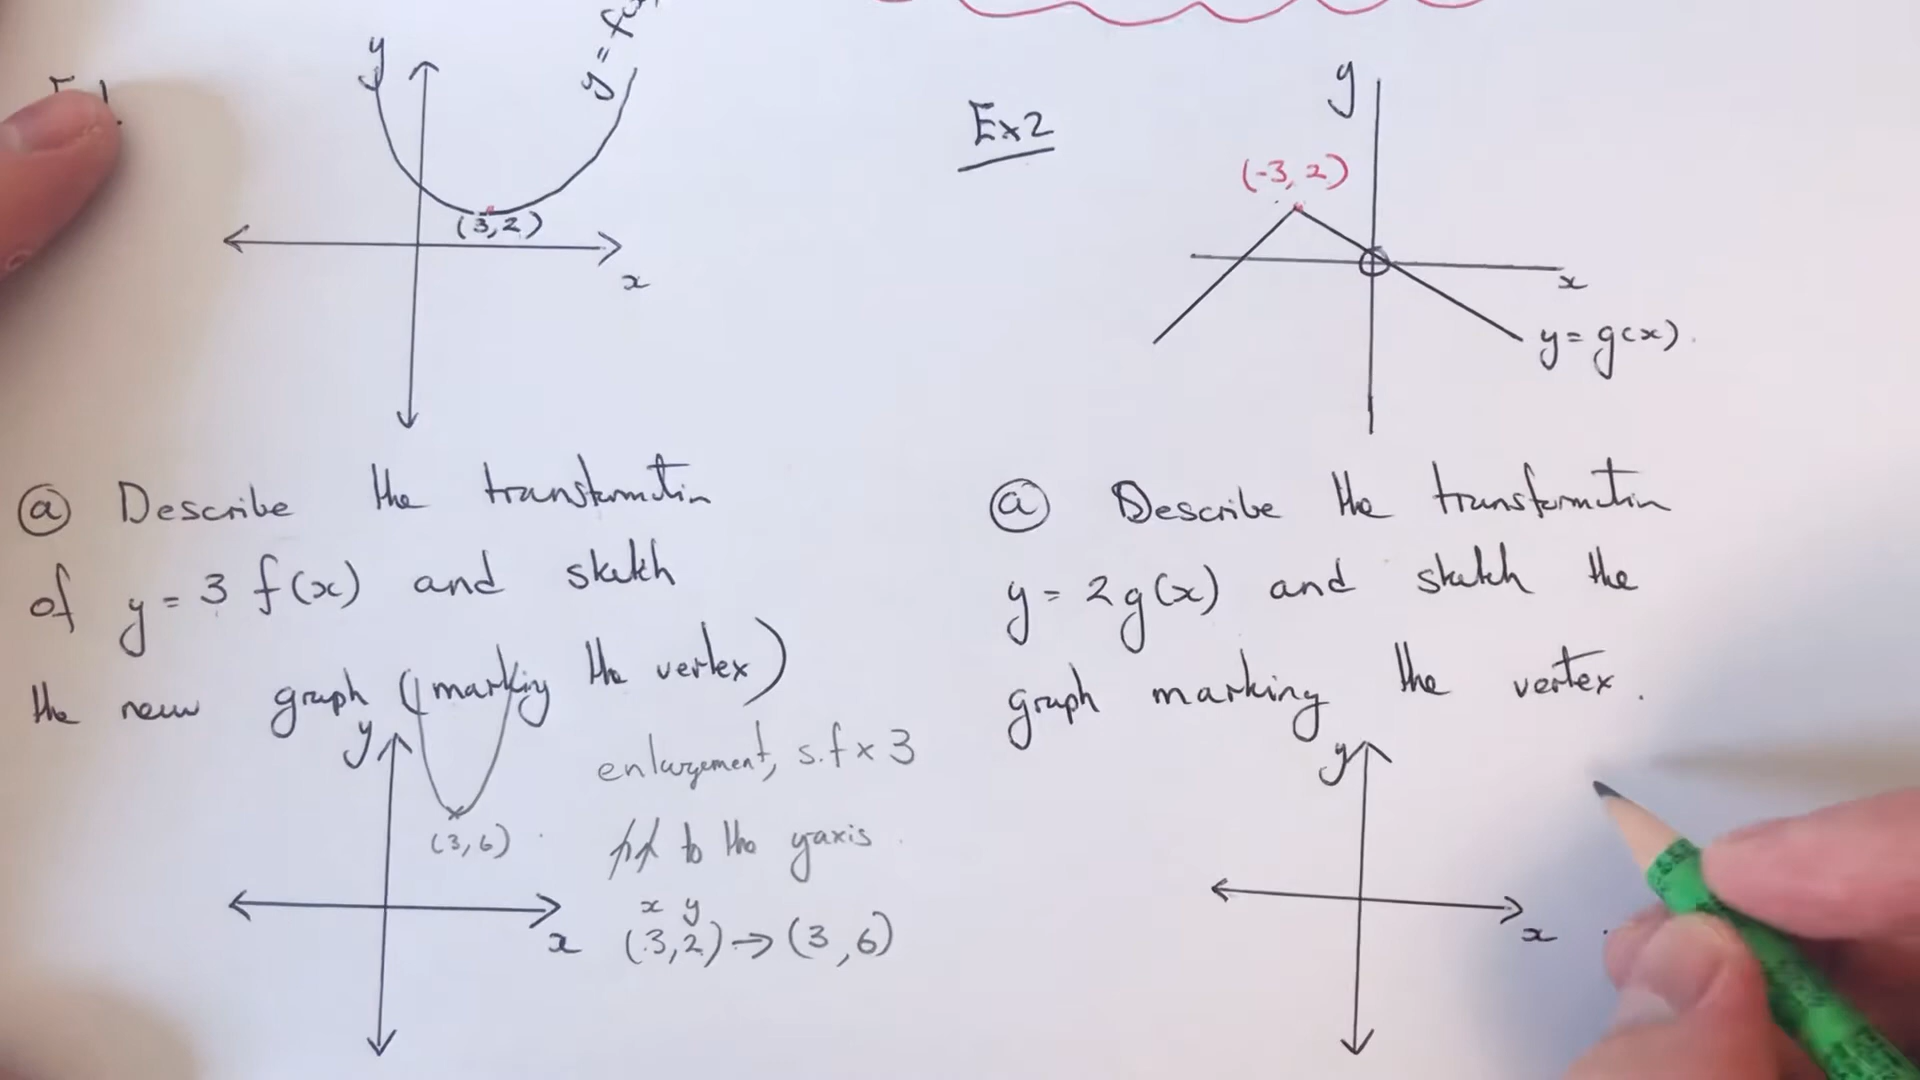 y
y = f(x)
(3,2)
x
@ Describe the transformation
of y = 3 f(x) and sketch
the new graph (marking the vertex)
y
(3,6)
x
enlargement, s.f x 3
// to the y axis
x y
(3,2) → (3,6)
Ex2
y
(-3, 2)
x
y = g(x)
ⓐ Describe the transformation
y = 2g(x) and sketch the
graph marking the vertex.
y
x